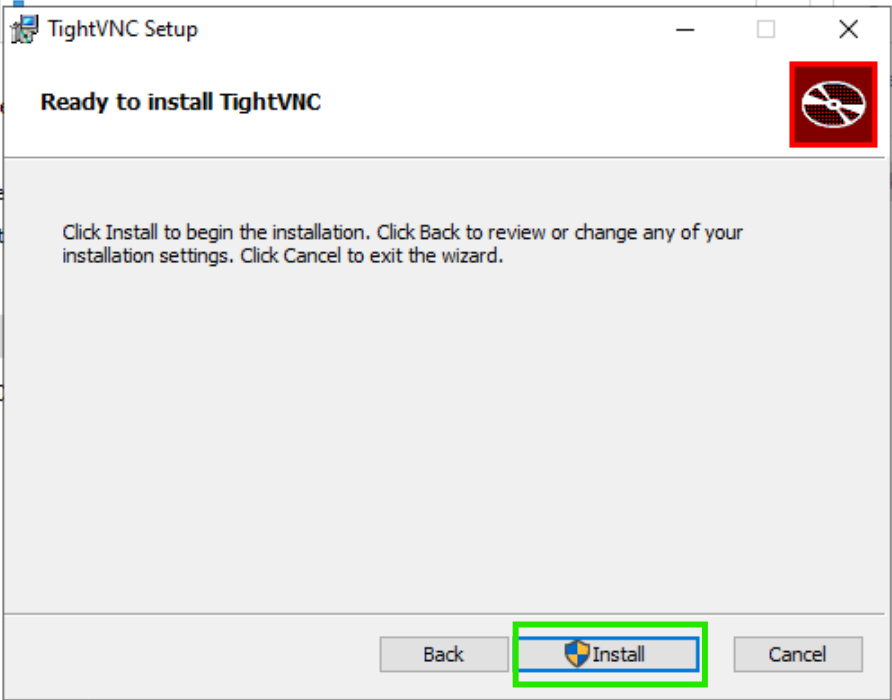 TightVNC Setup
Ready to install TightVNC
Click Install to begin the installation. Click Back to review or change any of your
installation settings. Click Cancel to exit the wizard.
Back
Install
Cancel